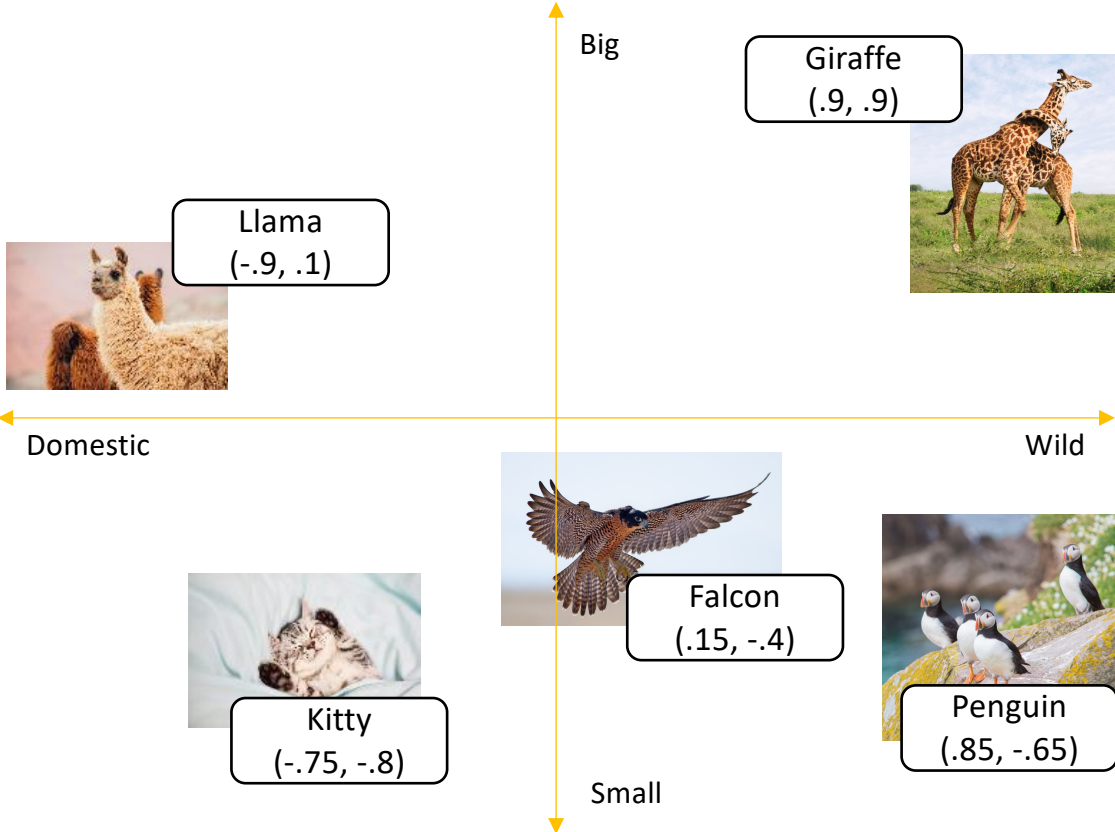 Big
Giraffe
(.9, .9)
Llama
(-.9, .1)
Domestic
Wild
Falcon
(.15, -.4)
Kitty
(-.75, -.8)
Penguin
(.85, -.65)
Small